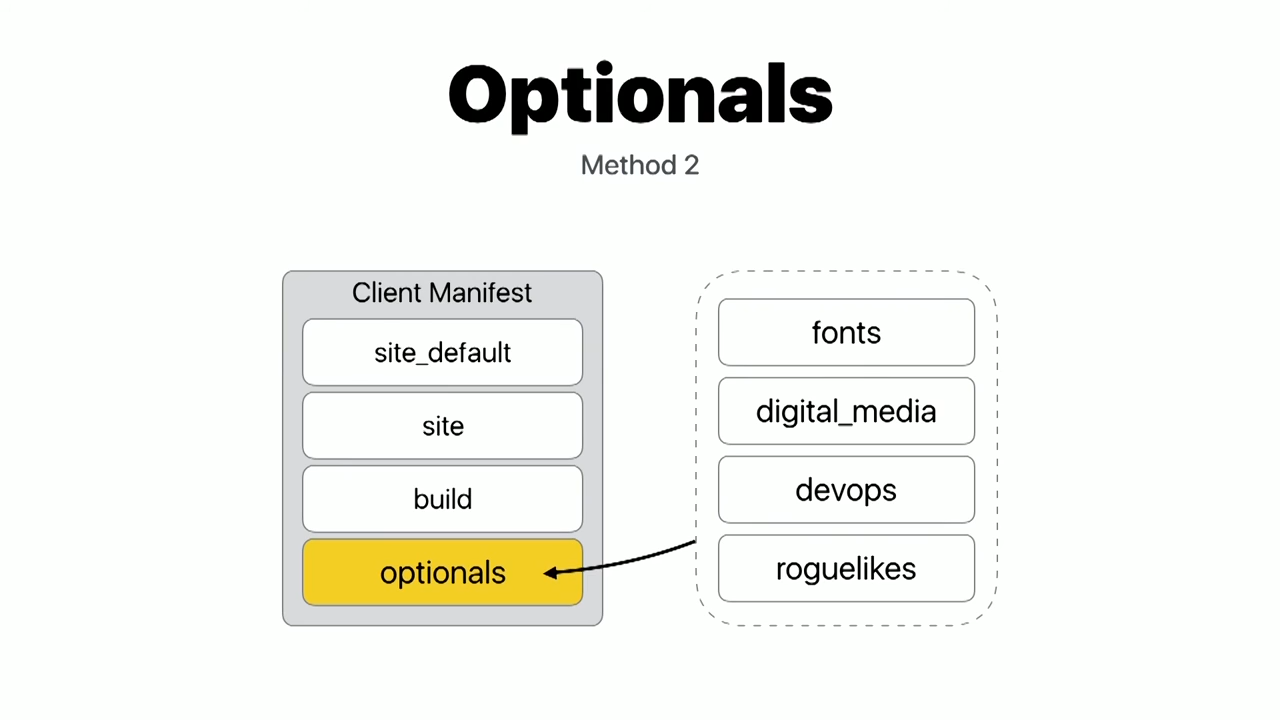 Optionals
Method 2
Client Manifest
site_default
site
build
optionals
fonts
digital_media
devops
roguelikes